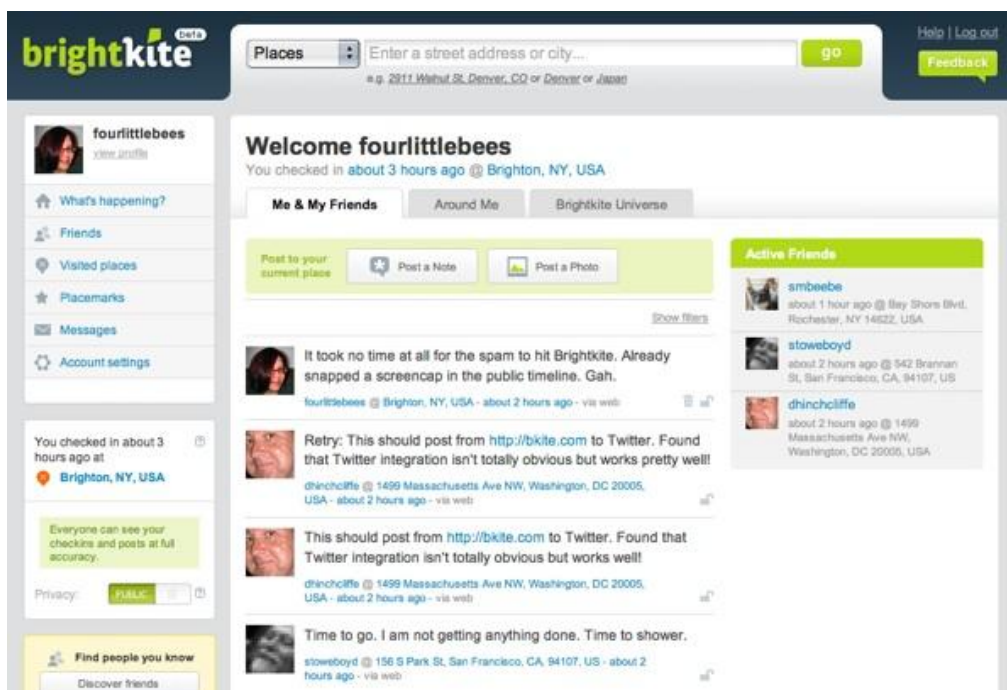 brightkite beta
Places Enter a street address or city... go
e.g. 2911 Walnut St, Denver, CO or Denver or Japan
Help | Log out
Feedback
fourlittlebees
view profile
What's happening?
Friends
Visited places
Placemarks
Messages
Account settings
You checked in about 3
hours ago at
Brighton, NY, USA
Everyone can see your
checkins and posts at full
accuracy.
Privacy: PUBLIC
Find people you know
Discover friends
Welcome fourlittlebees
You checked in about 3 hours ago @ Brighton, NY, USA
Me & My Friends Around Me Brightkite Universe
Post to your
current place
Post a Note Post a Photo
Show filters
It took no time at all for the spam to hit Brightkite. Already
snapped a screencap in the public timeline. Gah.
fourlittlebees @ Brighton, NY, USA - about 2 hours ago - via web
Retry: This should post from http://bkite.com to Twitter. Found
that Twitter integration isn't totally obvious but works pretty well!
dhinchcliffe @ 1499 Massachusetts Ave NW, Washington, DC 20005,
USA - about 2 hours ago - via web
This should post from http://bkite.com to Twitter. Found that
Twitter integration isn't totally obvious but works well!
dhinchcliffe @ 1499 Massachusetts Ave NW, Washington, DC 20005,
USA - about 2 hours ago - via web
Time to go. I am not getting anything done. Time to shower.
stoweboyd @ 156 S Park St, San Francisco, CA, 94107, US - about 2
hours ago - via web
Active Friends
smbeebe
about 1 hour ago @ Bay Shore Blvd,
Rochester, NY 14622, USA
stoweboyd
about 2 hours ago @ 542 Brannan
St, San Francisco, CA, 94107, US
dhinchcliffe
about 2 hours ago @ 1499
Massachusetts Ave NW,
Washington, DC 20005, USA